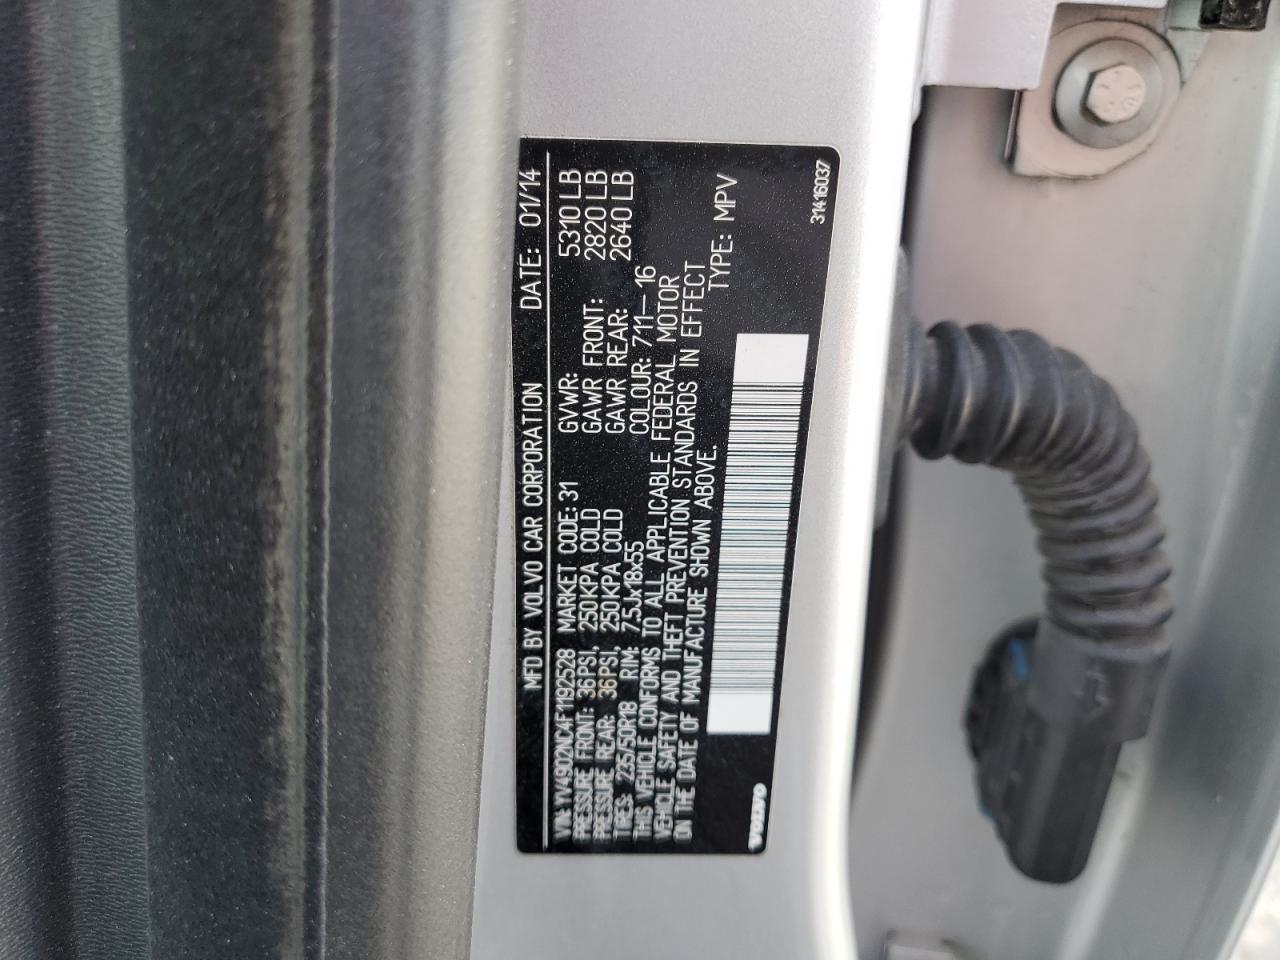 MFD BY VOLVO CAR CORPORATION DATE: 01/14
VIN: YV4902NC4F1192528 MARKET CODE: 31 GVWR: 5310 LB
PRESSURE FRONT: 36PSI, 250KPA COLD GAWR FRONT: 2820 LB
PRESSURE REAR: 36PSI, 250KPA COLD GAWR REAR: 2640 LB
TIRES: 235/50R18 RIM: 7.5Jx18x55 COLOUR: 711-16
THIS VEHICLE CONFORMS TO ALL APPLICABLE FEDERAL MOTOR
VEHICLE SAFETY AND THEFT PREVENTION STANDARDS IN EFFECT
ON THE DATE OF MANUFACTURE SHOWN ABOVE.
TYPE: MPV
VOLVO
31416037